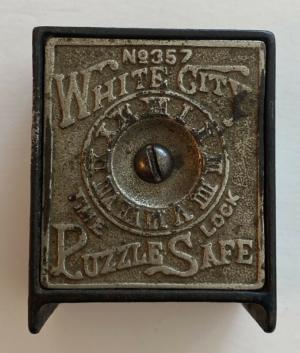 No357
WHITE CITY
THE
LOCK
PUZZLE SAFE